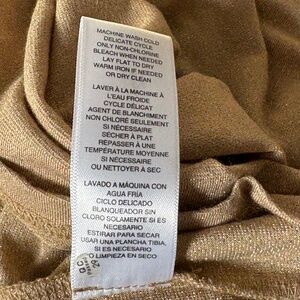 MACHINE WASH COLD
DELICATE CYCLE
ONLY NON-CHLORINE
BLEACH WHEN NEEDED
LAY FLAT TO DRY
WARM IRON IF NEEDED
OR DRY CLEAN
LAVER À LA MACHINE À
L'EAU FROIDE
CYCLE DÉLICAT
AGENT DE BLANCHIMENT
NON CHLORÉ SEULEMENT
SI NÉCESSAIRE
SÉCHER À PLAT
REPASSER À UNE
TEMPÉRATURE MOYENNE
SI NÉCESSAIRE
OU NETTOYER À SEC
LAVADO A MÁQUINA CON
AGUA FRÍA
CICLO DELICADO
BLANQUEADOR SIN
CLORO SOLAMENTE SI ES
NECESARIO
ESTIRADO PARA SECAR
USAR UNA PLANCHA TIBIA,
SI ES NECESARIO
O LIMPIEZA EN SECO